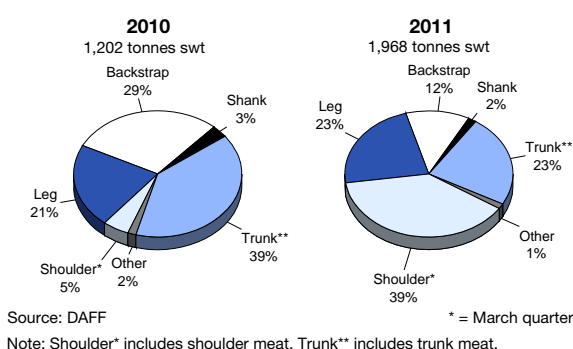 2010
1,202 tonnes swt
Backstrap
29%
Shank
3%
Leg
21%
Trunk**
39%
Shoulder*
5%
Other
2%
2011
1,968 tonnes swt
Backstrap
12%
Shank
2%
Leg
23%
Trunk**
23%
Other
1%
Shoulder*
39%
Source: DAFF
* = March quarter
Note: Shoulder* includes shoulder meat. Trunk** includes trunk meat.